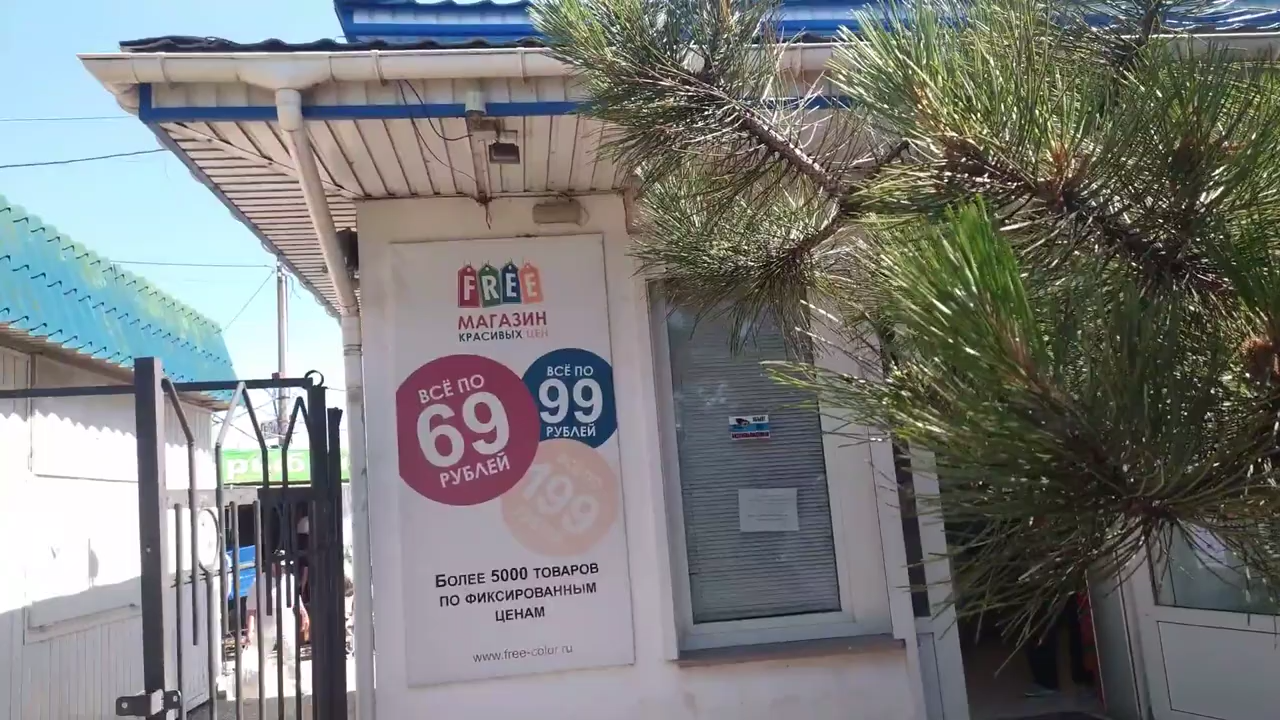 FREE
МАГАЗИН
КРАСИВЫХ ЦЕН
ВСЁ ПО
69
РУБЛЕЙ
ВСЁ ПО
99
РУБЛЕЙ
199
БОЛЕЕ 5000 ТОВАРОВ
ПО ФИКСИРОВАННЫМ
ЦЕНАМ
www.free-color.ru